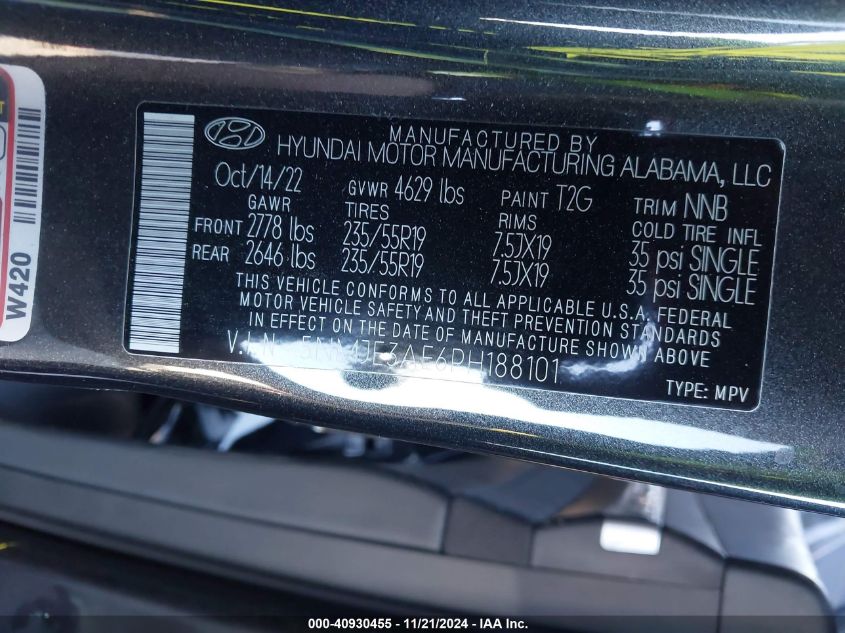 MANUFACTURED BY
HYUNDAI MOTOR MANUFACTURING ALABAMA, LLC
Oct/14/22 GVWR 4629 lbs PAINT T2G TRIM NNB
GAWR TIRES RIMS COLD TIRE INFL
FRONT 2778 lbs 235/55R19 7.5JX19 35 psi SINGLE
REAR 2646 lbs 235/55R19 7.5JX19 35 psi SINGLE
THIS VEHICLE CONFORMS TO ALL APPLICABLE U.S.A. FEDERAL
MOTOR VEHICLE SAFETY AND THEFT PREVENTION STANDARDS
IN EFFECT ON THE DATE OF MANUFACTURE SHOWN ABOVE
TYPE: MPV
W420
000-40930455 - 11/21/2024 - IAA Inc.